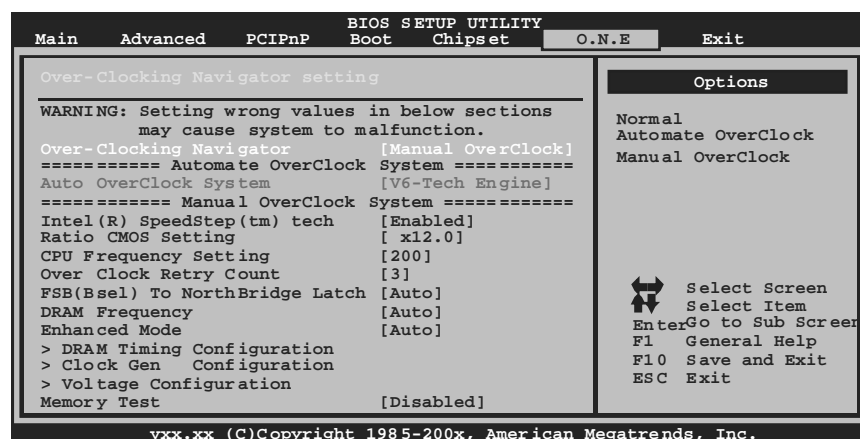 BIOS SETUP UTILITY
Main Advanced PCIPnP Boot Chipset O.N.E Exit
Over-Clocking Navigator setting
WARNING: Setting wrong values in below sections
may cause system to malfunction.
Over-Clocking Navigator [Manual OverClock]
=========== Automate OverClock System ===========
Auto OverClock System [V6-Tech Engine]
============ Manual OverClock System ============
Intel(R) SpeedStep(tm) tech [Enabled]
Ratio CMOS Setting [ x12.0]
CPU Frequency Setting [200]
Over Clock Retry Count [3]
FSB(Bsel) To NorthBridge Latch [Auto]
DRAM Frequency [Auto]
Enhanced Mode [Auto]
> DRAM Timing Configuration
> Clock Gen Configuration
> Voltage Configuration
Memory Test [Disabled]
Options
Normal
Automate OverClock
Manual OverClock
Select Screen
Select Item
Enter Go to Sub Screen
F1 General Help
F10 Save and Exit
ESC Exit
vxx.xx (C)Copyright 1985-200x, American Megatrends, Inc.